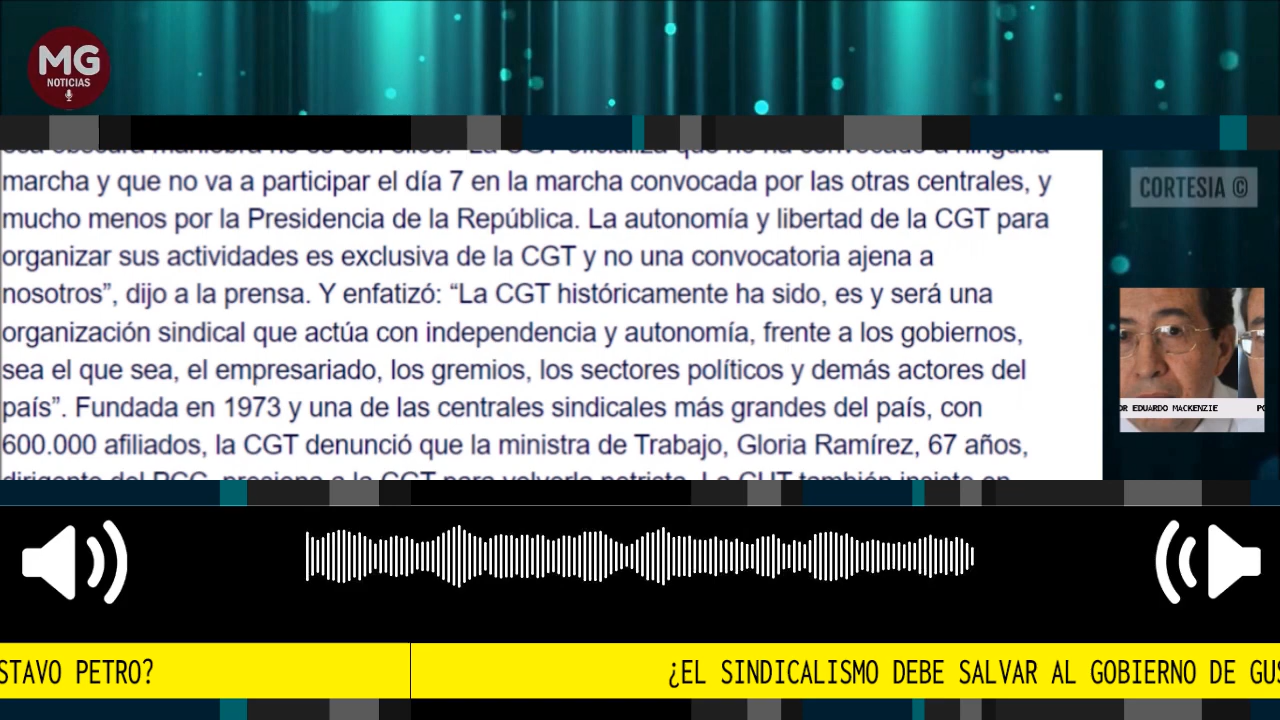 MG
NOTICIAS
marcha y que no va a participar el día 7 en la marcha convocada por las otras centrales, y
mucho menos por la Presidencia de la República. La autonomía y libertad de la CGT para
organizar sus actividades es exclusiva de la CGT y no una convocatoria ajena a
nosotros”, dijo a la prensa. Y enfatizó: “La CGT históricamente ha sido, es y será una
organización sindical que actúa con independencia y autonomía, frente a los gobiernos,
sea el que sea, el empresariado, los gremios, los sectores políticos y demás actores del
país”. Fundada en 1973 y una de las centrales sindicales más grandes del país, con
600.000 afiliados, la CGT denunció que la ministra de Trabajo, Gloria Ramírez, 67 años,
CORTESIA ©
OR EDUARDO MACKENZIE PO
STAVO PETRO?
¿EL SINDICALISMO DEBE SALVAR AL GOBIERNO DE GUS